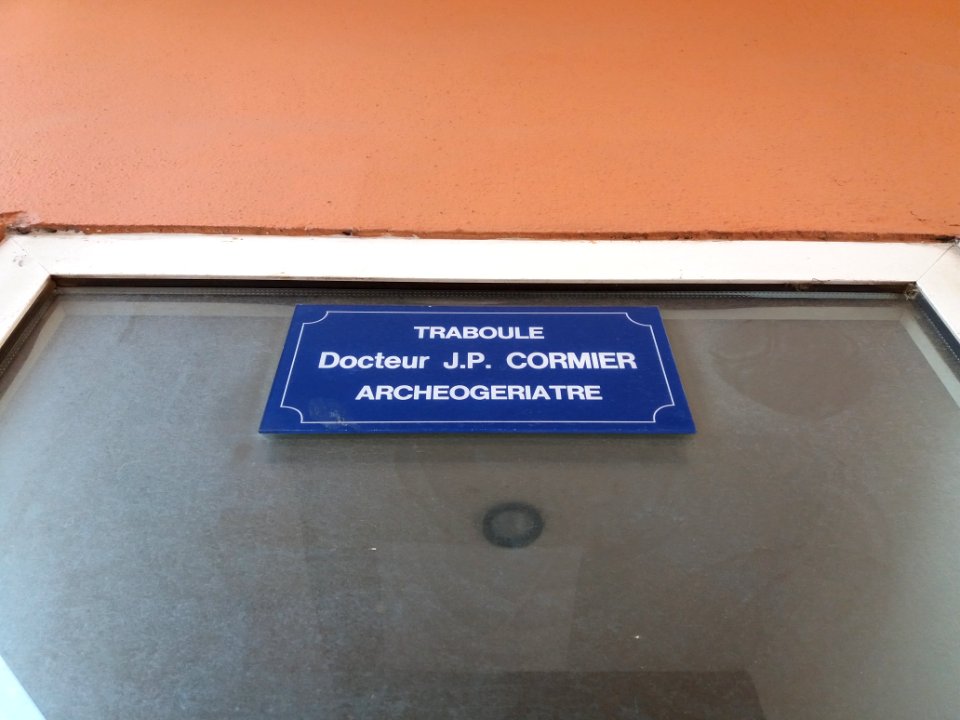 TRABOULE
Docteur J.P. CORMIER
ARCHEOGERIATRE